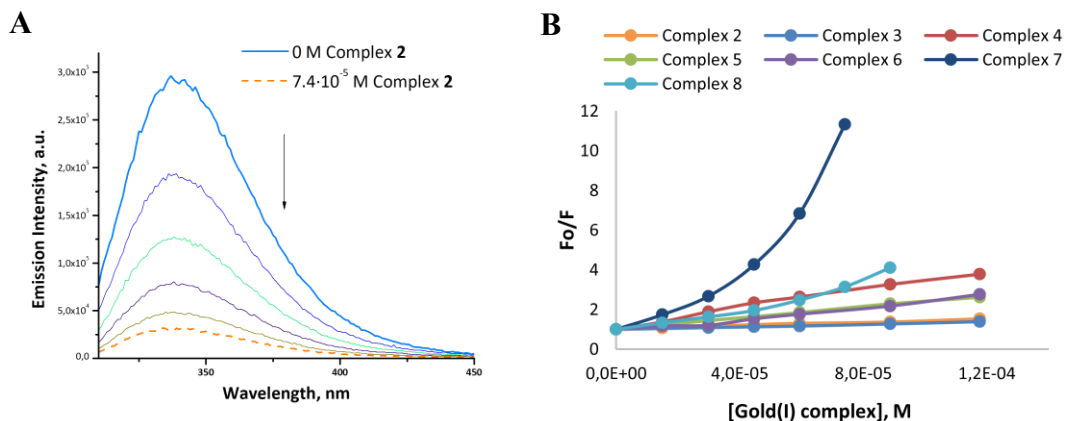 A
0 M Complex 2
7.4·10⁻⁵ M Complex 2
3,0x10⁵
2,5x10⁵
2,0x10⁵
1,5x10⁵
1,0x10⁵
5,0x10⁴
0,0
350
400
450
Emission Intensity, a.u.
Wavelength, nm
B
Complex 2
Complex 3
Complex 4
Complex 5
Complex 6
Complex 7
Complex 8
12
10
8
6
4
2
0
Fo/F
0,0E+00
4,0E-05
8,0E-05
1,2E-04
[Gold(I) complex], M